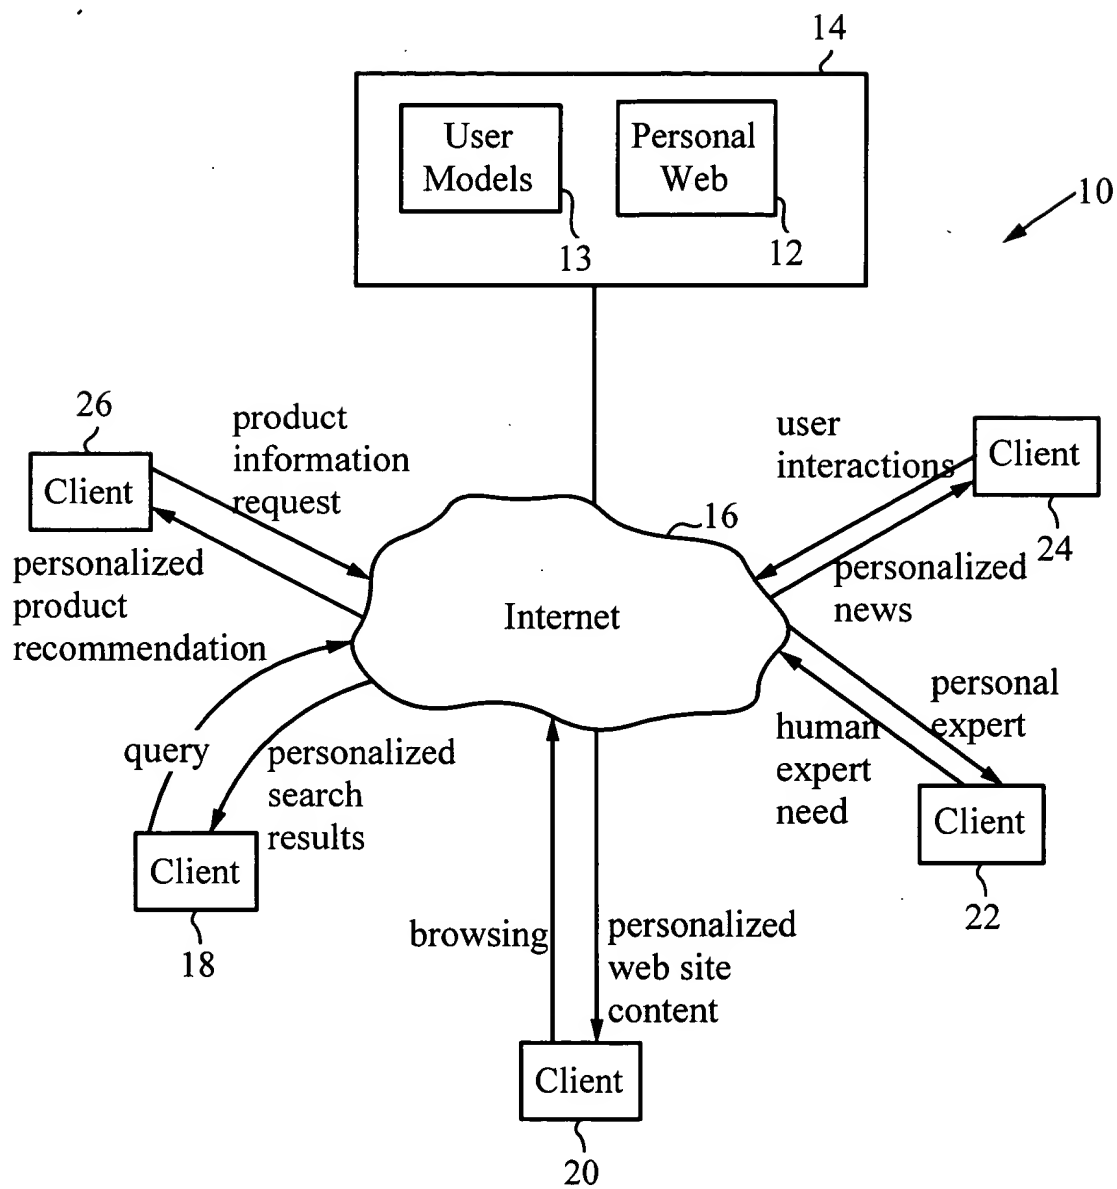 14
User
Models
13
Personal
Web
12
10
26
Client
product
information
request
personalized
product
recommendation
user
interactions
Client
24
personalized
news
16
Internet
query
personalized
search
results
Client
18
browsing
personalized
web site
content
Client
20
human
expert
need
personal
expert
Client
22